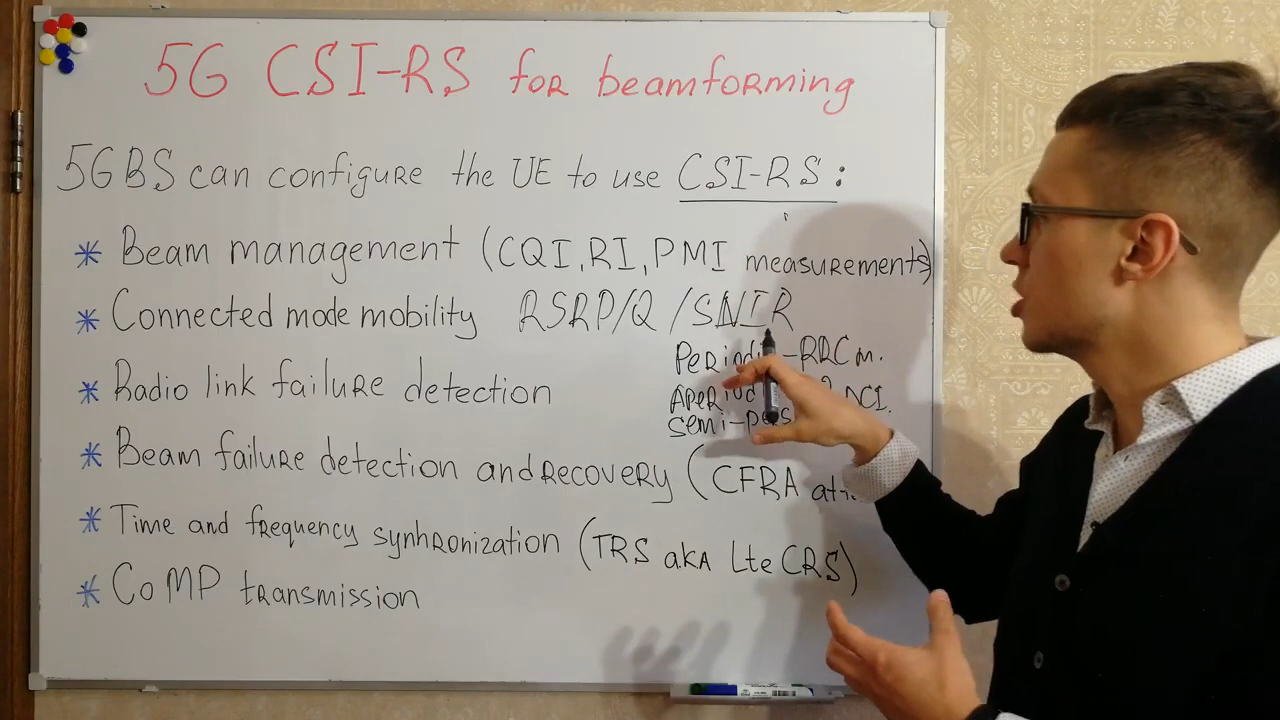 5G CSI-RS for beamforming
5G BS can configure the UE to use CSI-RS:
* Beam management (CQI, RI, PMI measurements)
* Connected mode mobility RSRP/Q /SNIR
-RRC m.
* Radio link failure detection
DCI.
semi-pers
* Beam failure detection and recovery (CFRA
* Time and frequency synhronization (TRS aka Lte CRS)
* CoMP transmission